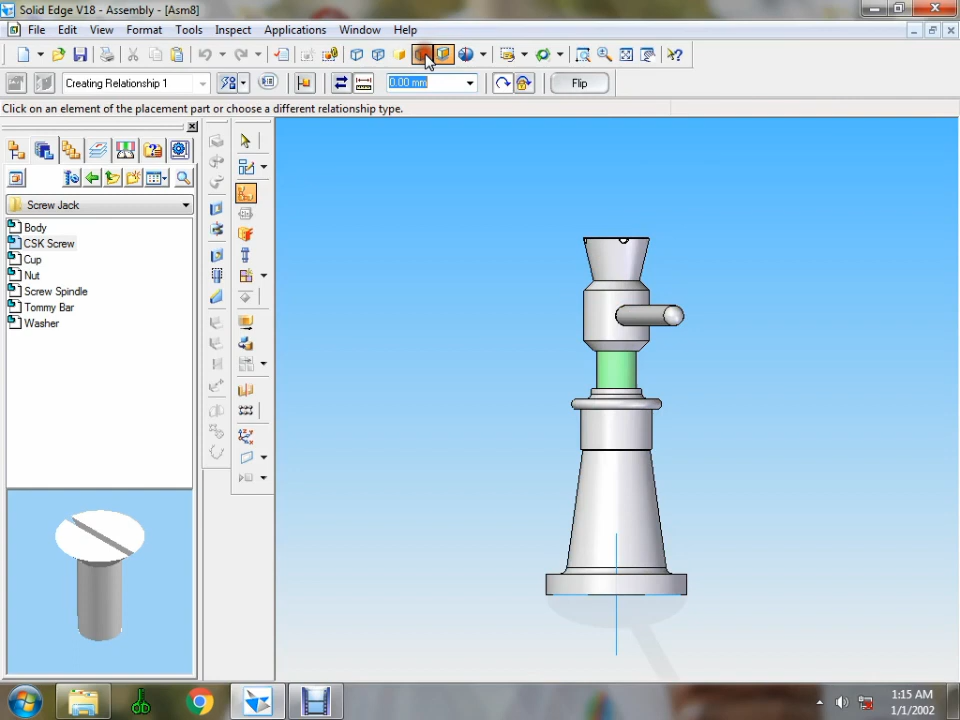 Solid Edge V18 - Assembly - [Asm8]
File Edit View Format Tools Inspect Applications Window Help
Creating Relationship 1
0.00 mm
Flip
Click on an element of the placement part or choose a different relationship type.
Screw Jack
Body
CSK Screw
Cup
Nut
Screw Spindle
Tommy Bar
Washer
1:15 AM
1/1/2002